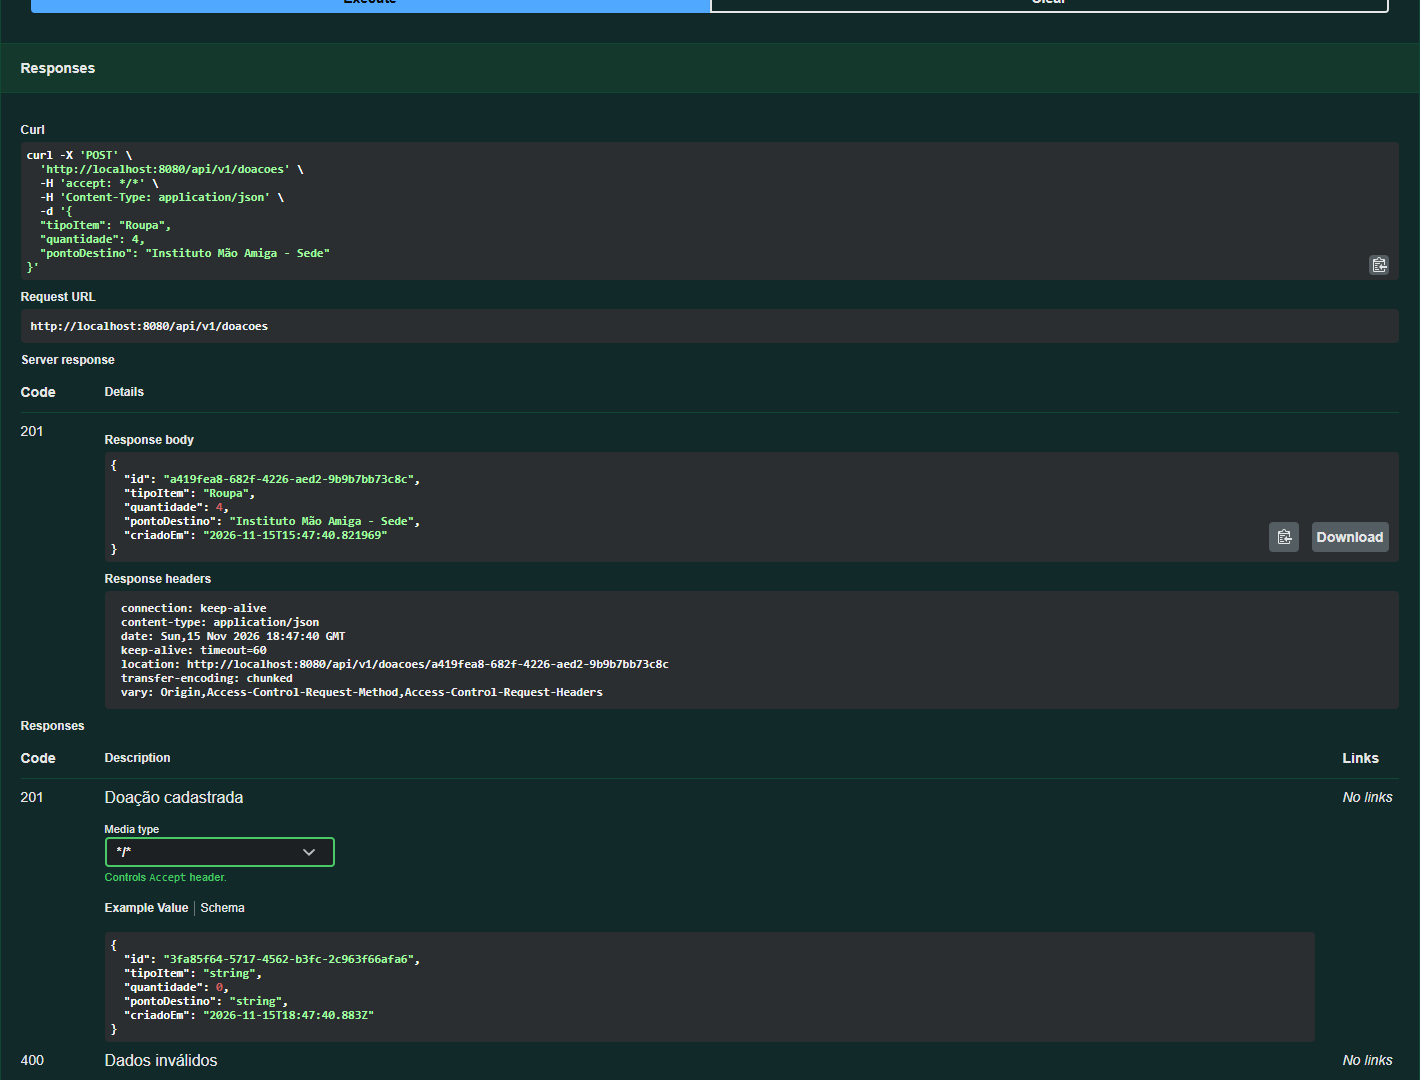 Execute
Clear
Responses
Curl
curl -X 'POST' \
'http://localhost:8080/api/v1/doacoes' \
-H 'accept: */*' \
-H 'Content-Type: application/json' \
-d '{
"tipoItem": "Roupa",
"quantidade": 4,
"pontoDestino": "Instituto Mão Amiga - Sede"
}'
Request URL
http://localhost:8080/api/v1/doacoes
Server response
Code Details
201
Response body
{
"id": "a419fea8-682f-4226-aed2-9b9b7bb73c8c",
"tipoItem": "Roupa",
"quantidade": 4,
"pontoDestino": "Instituto Mão Amiga - Sede",
"criadoEm": "2026-11-15T15:47:40.821969"
}
Download
Response headers
connection: keep-alive
content-type: application/json
date: Sun,15 Nov 2026 18:47:40 GMT
keep-alive: timeout=60
location: http://localhost:8080/api/v1/doacoes/a419fea8-682f-4226-aed2-9b9b7bb73c8c
transfer-encoding: chunked
vary: Origin,Access-Control-Request-Method,Access-Control-Request-Headers
Responses
Code Description Links
201 Doação cadastrada No links
Media type
*/*
Controls Accept header.
Example Value Schema
{
"id": "3fa85f64-5717-4562-b3fc-2c963f66afa6",
"tipoItem": "string",
"quantidade": 0,
"pontoDestino": "string",
"criadoEm": "2026-11-15T18:47:40.883Z"
}
400 Dados inválidos No links